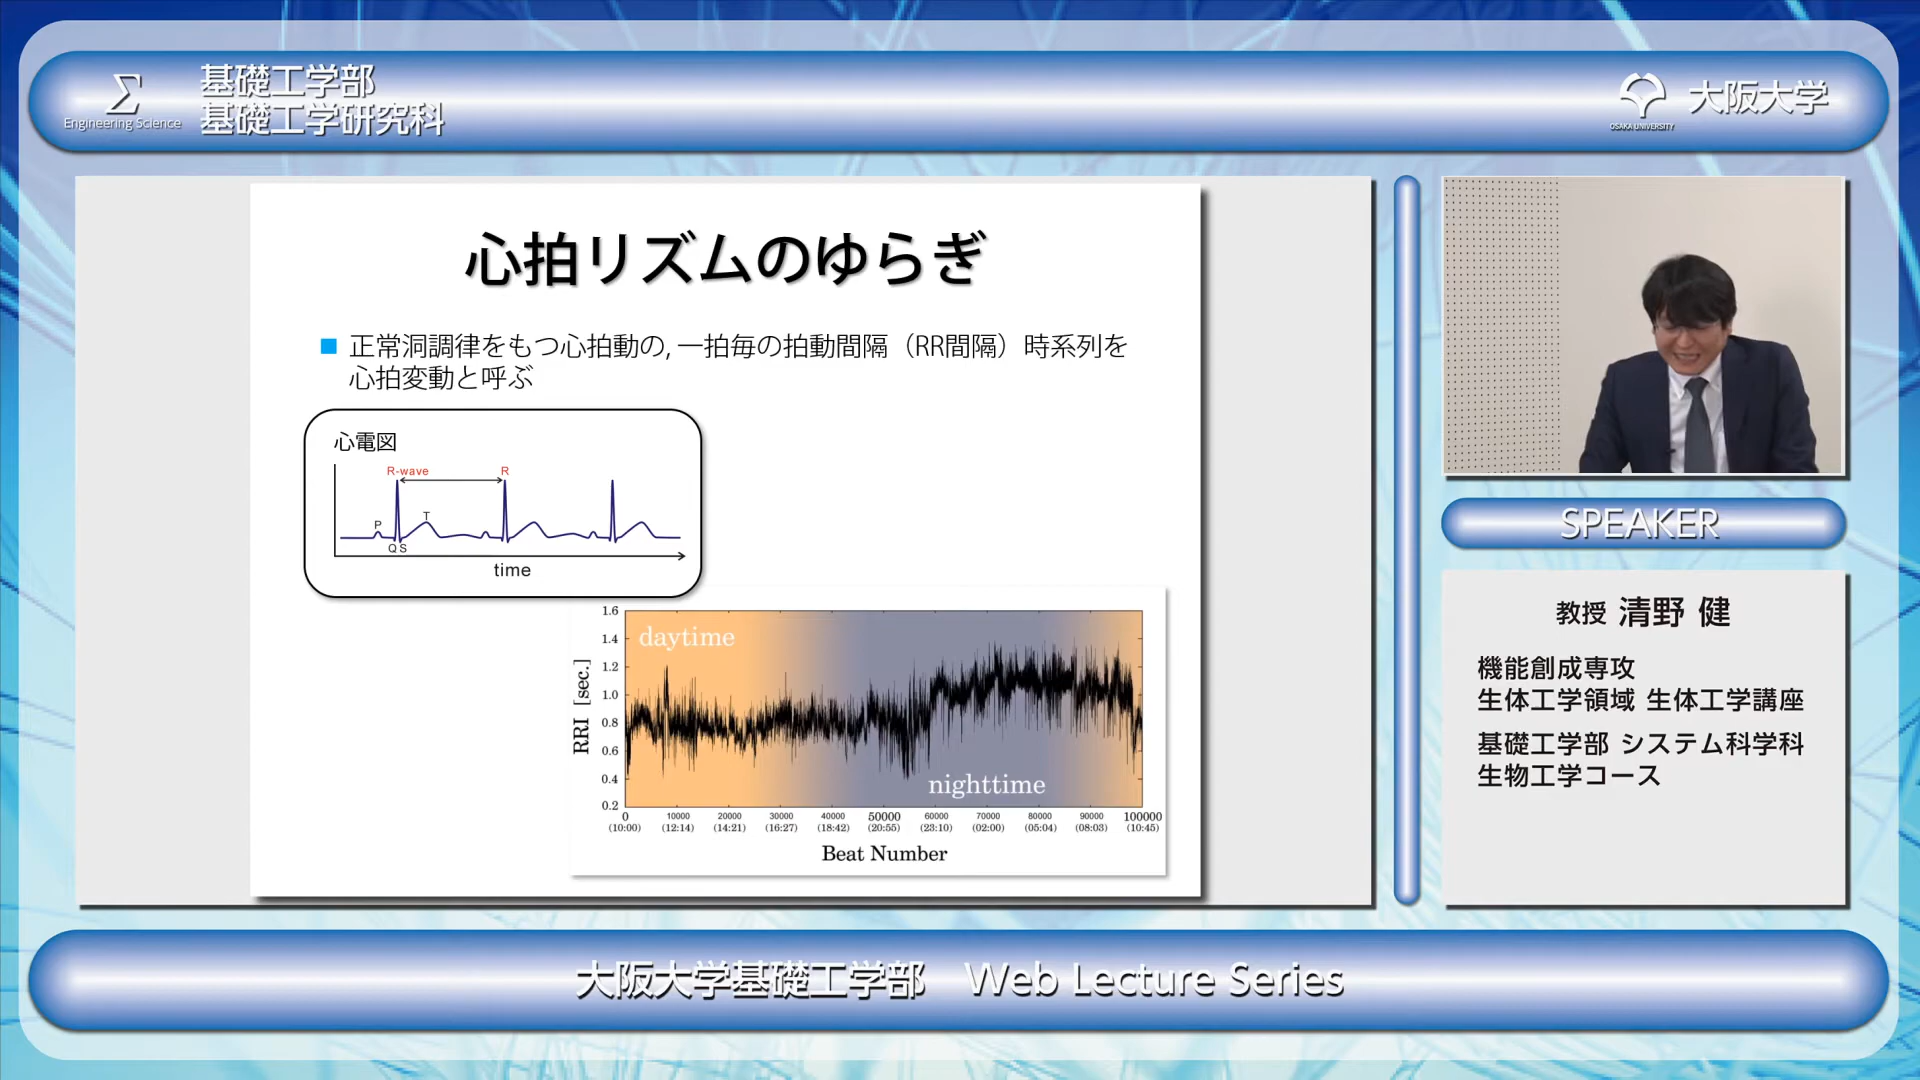 Σ
Engineering Science
基礎工学部
基礎工学研究科
OSAKA UNIVERSITY
大阪大学
心拍リズムのゆらぎ
正常洞調律をもつ心拍動の,一拍毎の拍動間隔（RR間隔）時系列を
心拍変動と呼ぶ
心電図
R-wave R
P T
Q S
time
daytime
nighttime
RRI [sec.]
1.6
1.4
1.2
1.0
0.8
0.6
0.4
0.2
0 10000 20000 30000 40000 50000 60000 70000 80000 90000 100000
(10:00) (12:14) (14:21) (16:27) (18:42) (20:55) (23:10) (02:00) (05:04) (08:03) (10:45)
Beat Number
SPEAKER
教授 清野 健
機能創成専攻
生体工学領域 生体工学講座
基礎工学部 システム科学科
生物工学コース
大阪大学基礎工学部 Web Lecture Series